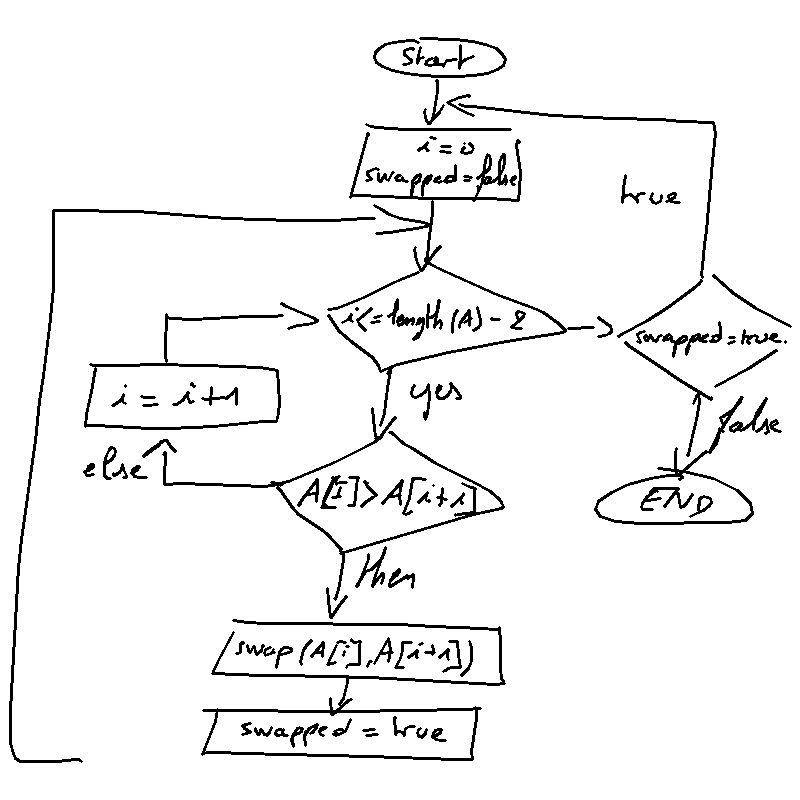 Start
i = 0
swapped = false
true
i <= length (A) - 2
swapped = true.
i = i+1
yes
false
else
A[I] > A[i+1]
END
then
swap (A[i], A[i+1])
swapped = true